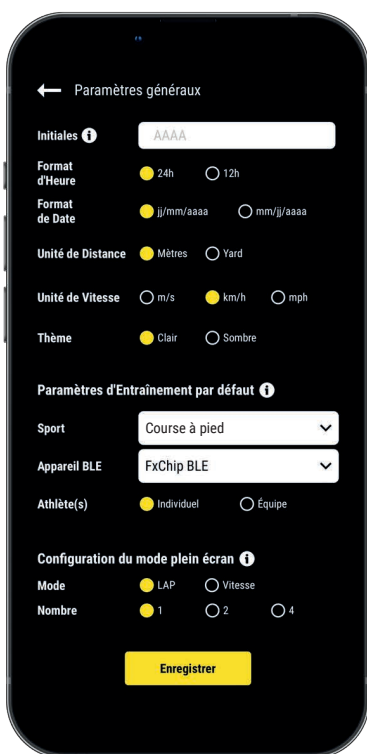 Paramètres généraux
Initiales AAAA
Format
d'Heure
24h 12h
Format
de Date
jj/mm/aaaa mm/jj/aaaa
Unité de Distance Mètres Yard
Unité de Vitesse m/s km/h mph
Thème Clair Sombre
Paramètres d'Entraînement par défaut
Sport Course à pied
Appareil BLE FxChip BLE
Athlète(s) Individuel Équipe
Configuration du mode plein écran
Mode LAP Vitesse
Nombre 1 2 4
Enregistrer